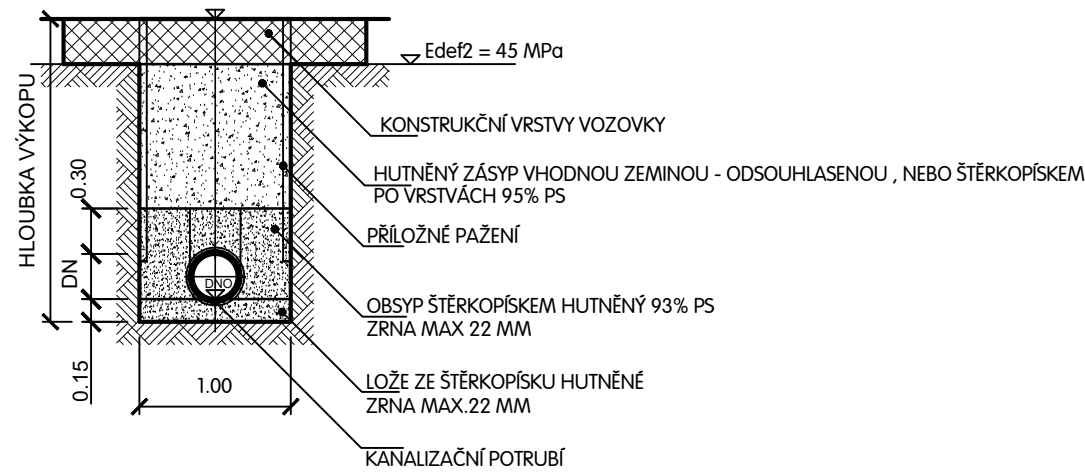 Edef2 = 45 MPa
KONSTRUKČNÍ VRSTVY VOZOVKY
HUTNĚNÝ ZÁSYP VHODNOU ZEMINOU - ODSOUHLASENOU , NEBO ŠTĚRKOPÍSKEM
PO VRSTVÁCH 95% PS
PŘÍLOŽNÉ PAŽENÍ
OBSYP ŠTĚRKOPÍSKEM HUTNĚNÝ 93% PS
ZRNA MAX 22 MM
LOŽE ZE ŠTĚRKOPÍSKU HUTNĚNÉ
ZRNA MAX.22 MM
KANALIZAČNÍ POTRUBÍ
HLOUBKA VÝKOPU
0.30
DN
0.15
1.00
DNO